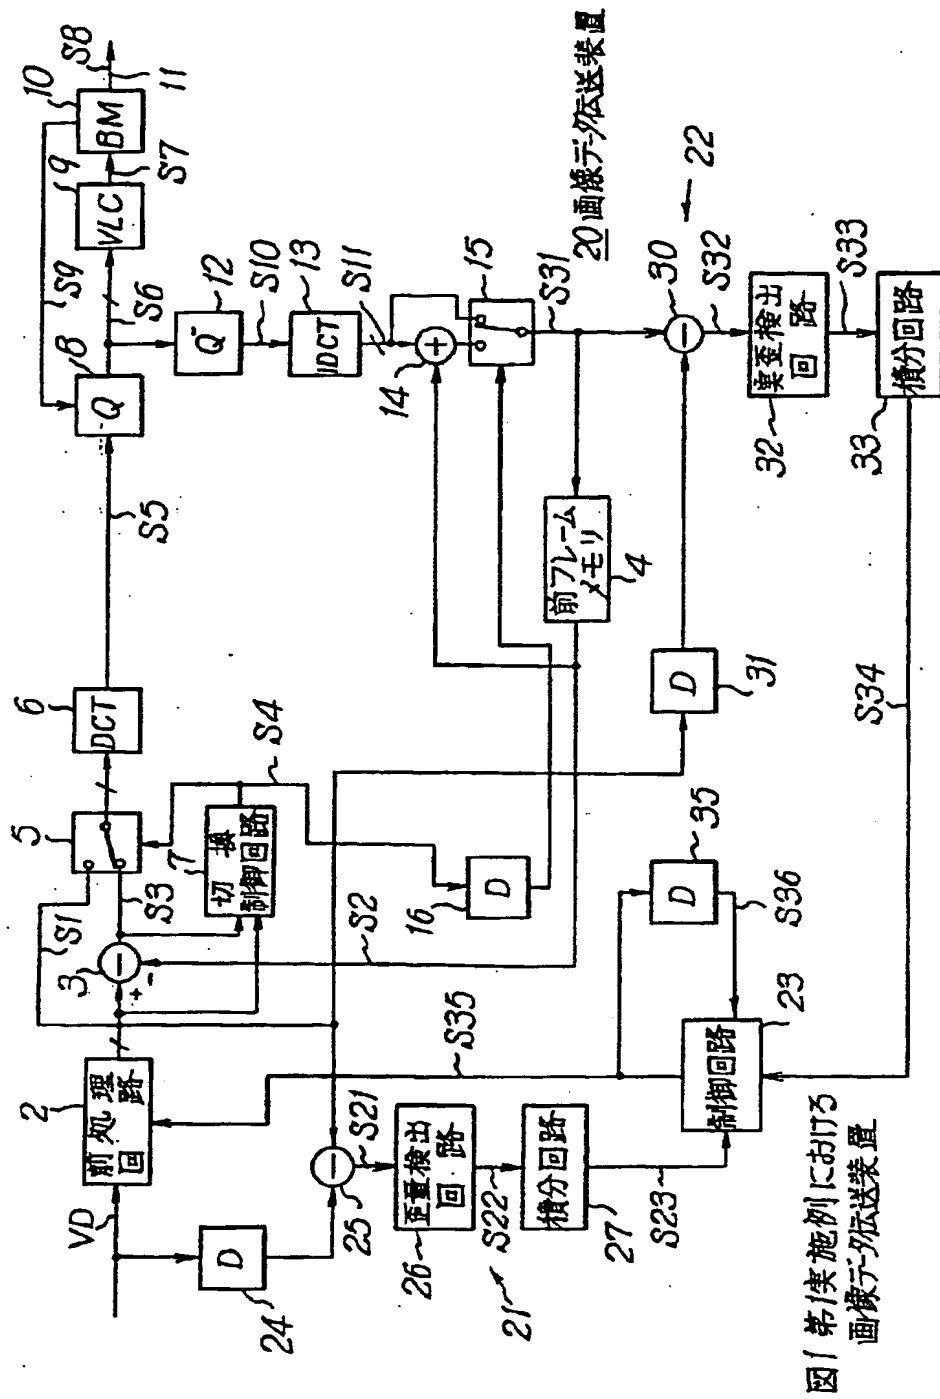 20 画像データ伝送装置
VD
2
前処理
回路
S1
3
+
−
-
S3
5
7
切換
制御回路
S4
6
DCT
S5
8
Q
S9
S6
9
VLC
S7
10
BM
S8
11
12
Q⁻
S10
13
IDCT
S11
14
+
15
S31
前フレーム
メモリ
4
S2
16
D
24
D
25
−
S21
26
歪量検出
回路
S22
21
積分回路
27
S23
制御回路
23
S35
35
D
S36
31
D
30
−
22
S32
32
実歪検出
回路
S33
33
積分回路
S34
図1 第1実施例における
画像データ伝送装置